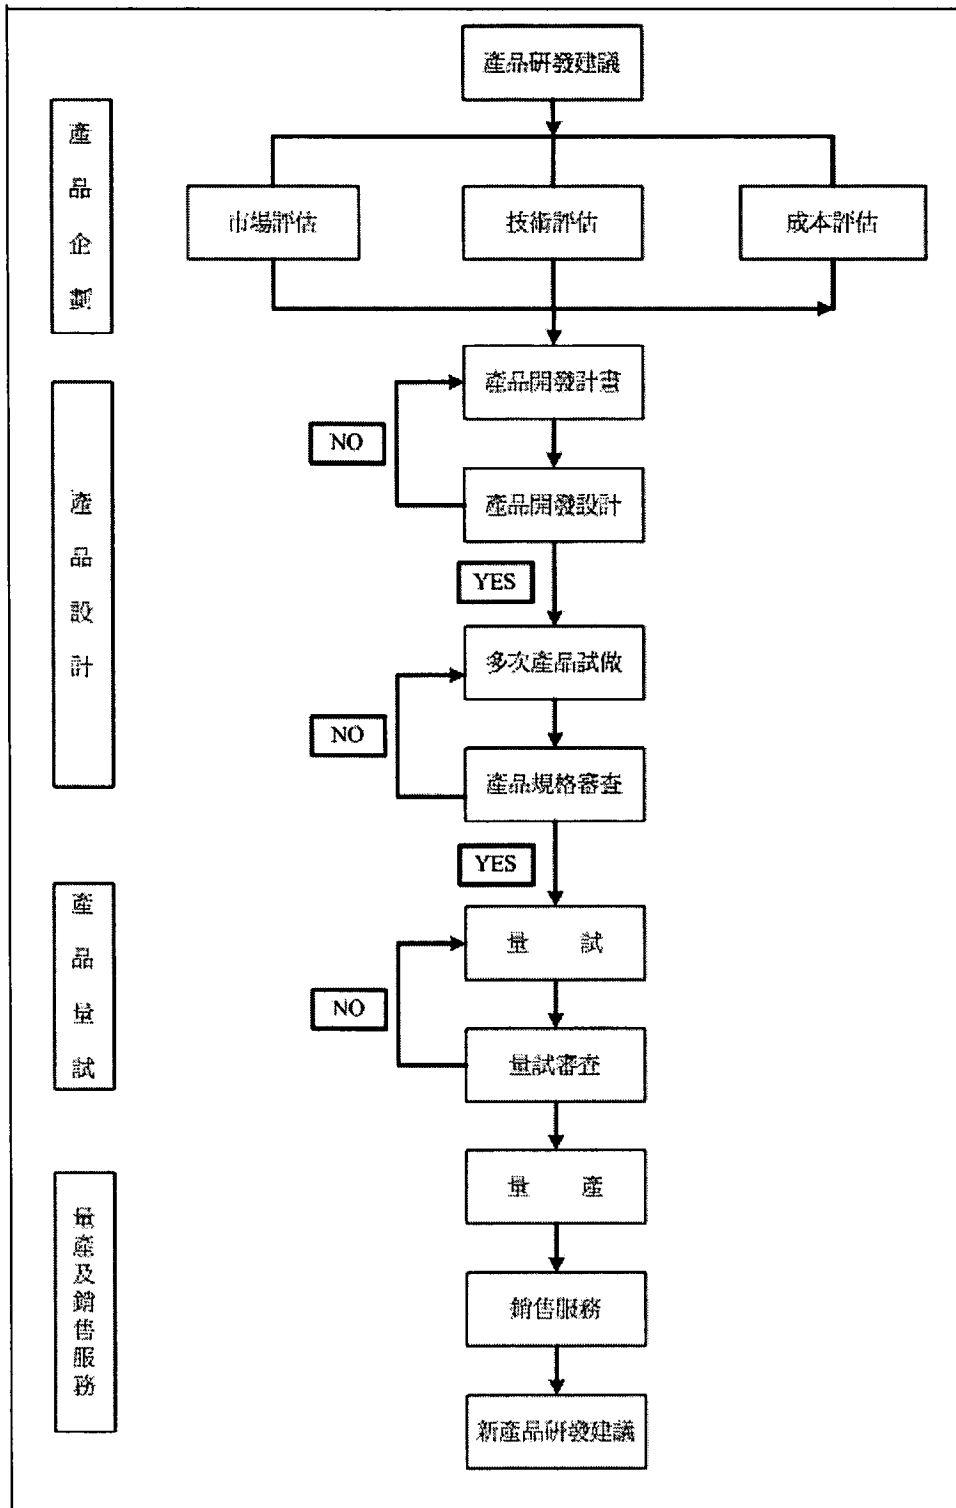 產品研發建議
產品企劃
市場評估
技術評估
成本評估
產品開發計書
NO
產品開發設計
YES
產品設計
多次產品試做
NO
產品規格審查
YES
產品量試
量 試
NO
量試審查
量產及銷售服務
量 產
銷售服務
新產品研發建議